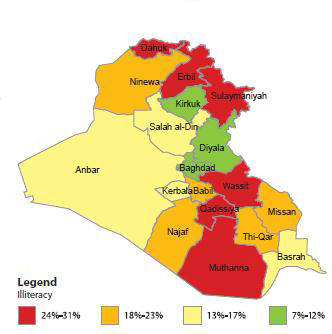 Dahuk
Ninewa
Erbil
Sulaymaniyah
Kirkuk
Salah al-Din
Diyala
Anbar
Baghdad
Wassit
Kerbala
Babil
Qadissiya
Missan
Najaf
Thi-Qar
Basrah
Muthanna
Legend
Illiteracy
24%-31%
18%-23%
13%-17%
7%-12%